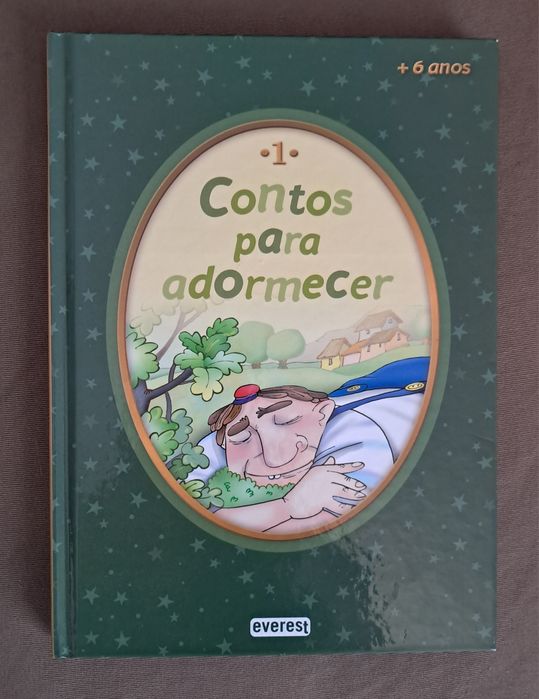 + 6 anos
•1•
Contos
para
adormecer
everest